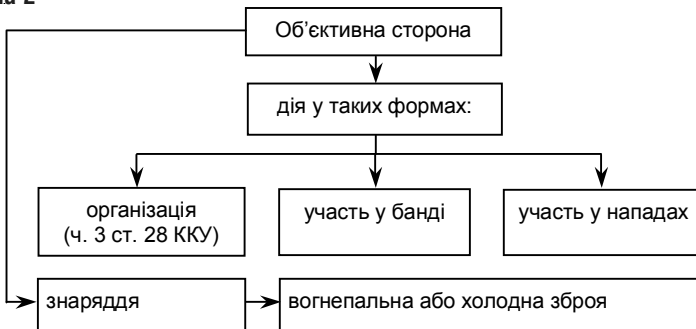 Об’єктивна сторона
дія у таких формах:
організація
(ч. 3 ст. 28 ККУ)
участь у банді
участь у нападах
знаряддя
вогнепальна або холодна зброя